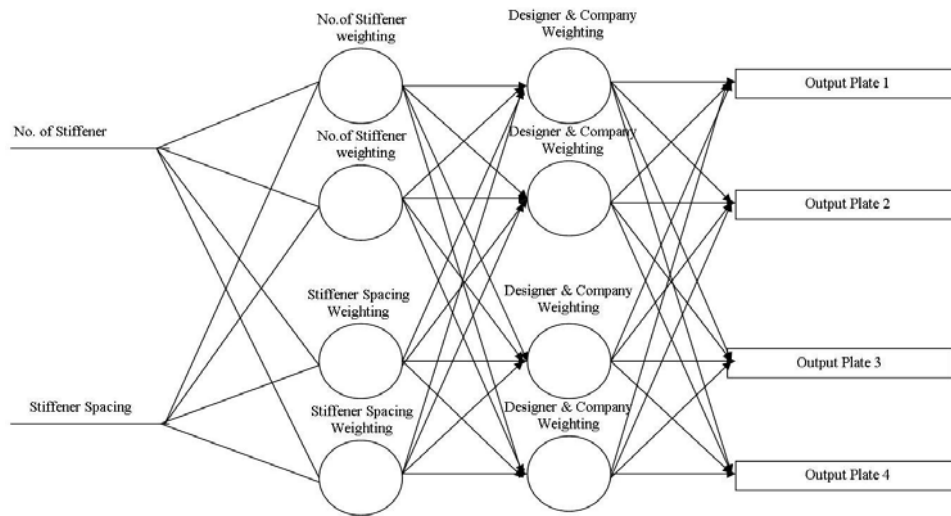 No.of Stiffener
weighting
Designer & Company
Weighting
Output Plate 1
No. of Stiffener
No.of Stiffener
weighting
Designer & Company
Weighting
Output Plate 2
Stiffener Spacing
Weighting
Designer & Company
Weighting
Output Plate 3
Stiffener Spacing
Stiffener Spacing
Weighting
Designer & Company
Weighting
Output Plate 4